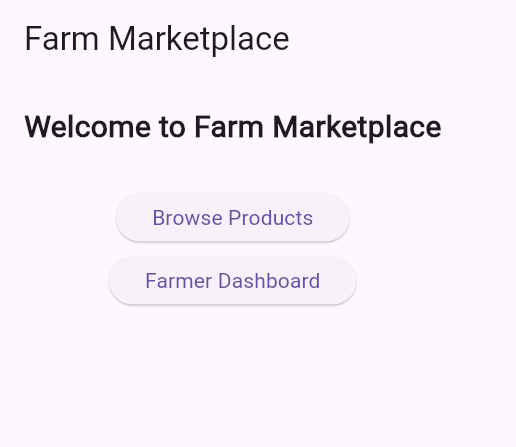 Farm Marketplace
Welcome to Farm Marketplace
Browse Products
Farmer Dashboard